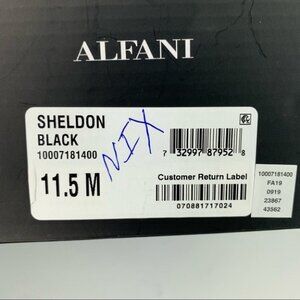 ALFANI
SHELDON
BLACK
10007181400
11.5 M
NIX
7 32997 87952 8
Customer Return Label
070881717024
10007181400
FA19
0919
23867
43562